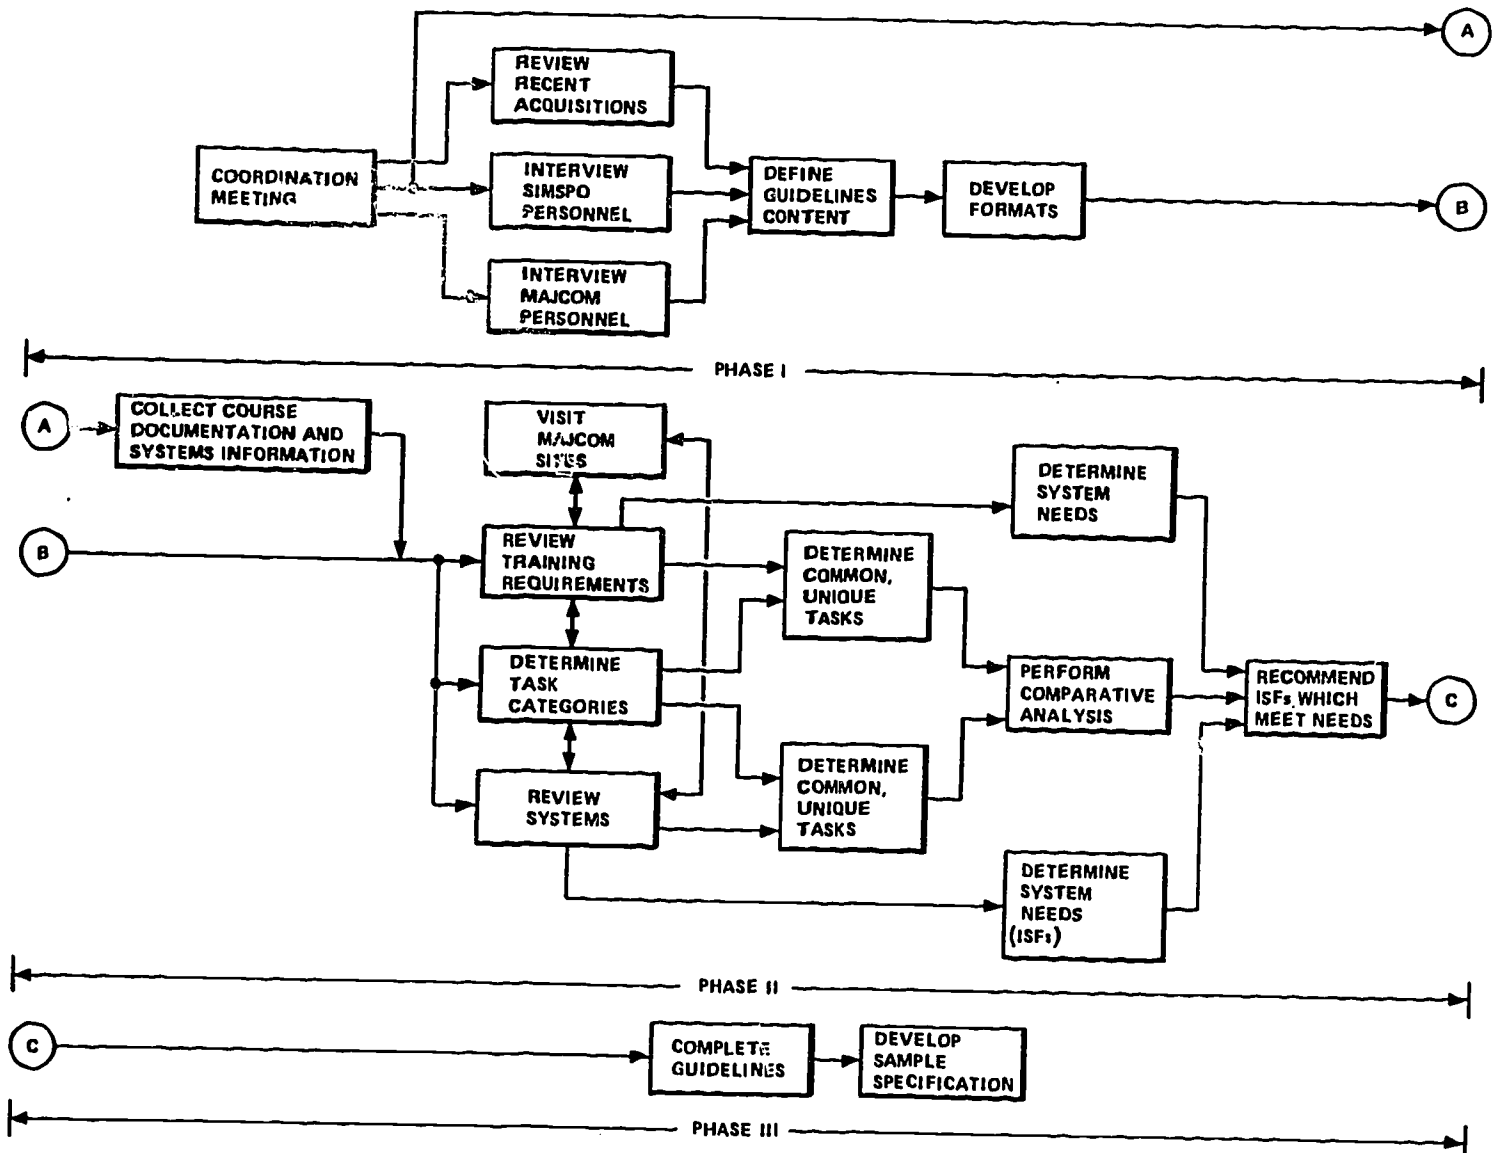 A
REVIEW
RECENT
ACQUISITIONS
COORDINATION
MEETING
INTERVIEW
SIMSPO
PERSONNEL
DEFINE
GUIDELINES
CONTENT
DEVELOP
FORMATS
B
INTERVIEW
MAJCOM
PERSONNEL
PHASE I
A
COLLECT COURSE
DOCUMENTATION AND
SYSTEMS INFORMATION
VISIT
MAJCOM
SITES
DETERMINE
SYSTEM
NEEDS
B
REVIEW
TRAINING
REQUIREMENTS
DETERMINE
COMMON,
UNIQUE
TASKS
DETERMINE
TASK
CATEGORIES
PERFORM
COMPARATIVE
ANALYSIS
RECOMMEND
ISFs WHICH
MEET NEEDS
C
REVIEW
SYSTEMS
DETERMINE
COMMON,
UNIQUE
TASKS
DETERMINE
SYSTEM
NEEDS
(ISFs)
PHASE II
C
COMPLETE
GUIDELINES
DEVELOP
SAMPLE
SPECIFICATION
PHASE III